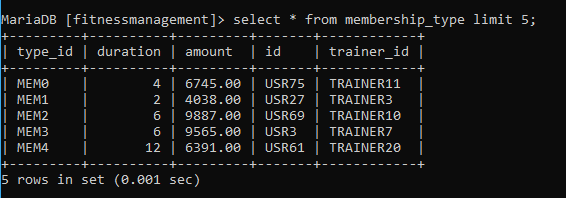 MariaDB [fitnessmanagement]> select * from membership_type limit 5;
+---------+----------+---------+-------+------------+
| type_id | duration | amount  | id    | trainer_id |
+---------+----------+---------+-------+------------+
| MEM0    |        4 | 6745.00 | USR75 | TRAINER11  |
| MEM1    |        2 | 4038.00 | USR27 | TRAINER3   |
| MEM2    |        6 | 9887.00 | USR69 | TRAINER10  |
| MEM3    |        6 | 9565.00 | USR3  | TRAINER7   |
| MEM4    |       12 | 6391.00 | USR61 | TRAINER20  |
+---------+----------+---------+-------+------------+
5 rows in set (0.001 sec)